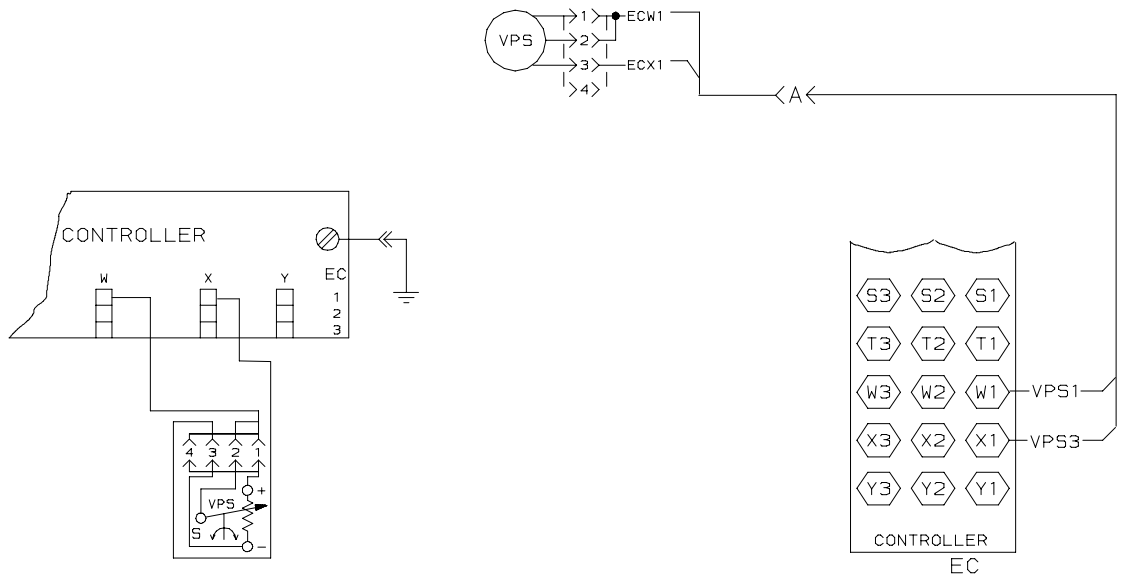 VPS 1 ECW1
2
3 ECX1
4
A
CONTROLLER
EC
W X Y
1
2
3
4 3 2 1
+
VPS
S
-
S3 S2 S1
T3 T2 T1
W3 W2 W1 VPS1
X3 X2 X1 VPS3
Y3 Y2 Y1
CONTROLLER
EC